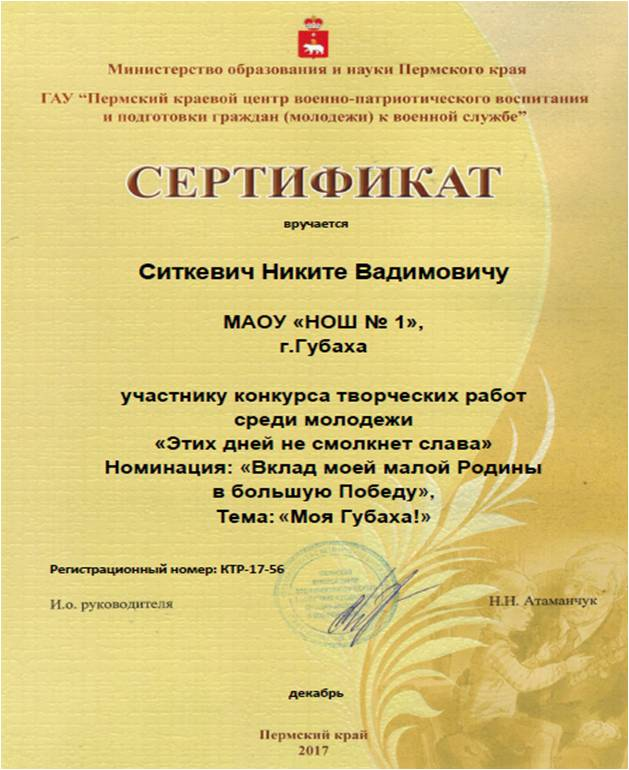 Министерство образования и науки Пермского края
ГАУ “Пермский краевой центр военно-патриотического воспитания
и подготовки граждан (молодежи) к военной службе”
СЕРТИФИКАТ
вручается
Ситкевич Никите Вадимовичу
МАОУ «НОШ № 1»,
г.Губаха
участнику конкурса творческих работ
среди молодежи
«Этих дней не смолкнет слава»
Номинация: «Вклад моей малой Родины
в большую Победу»,
Тема: «Моя Губаха!»
Регистрационный номер: КТР-17-56
И.о. руководителя
Н.Н. Атаманчук
декабрь
Пермский край
2017